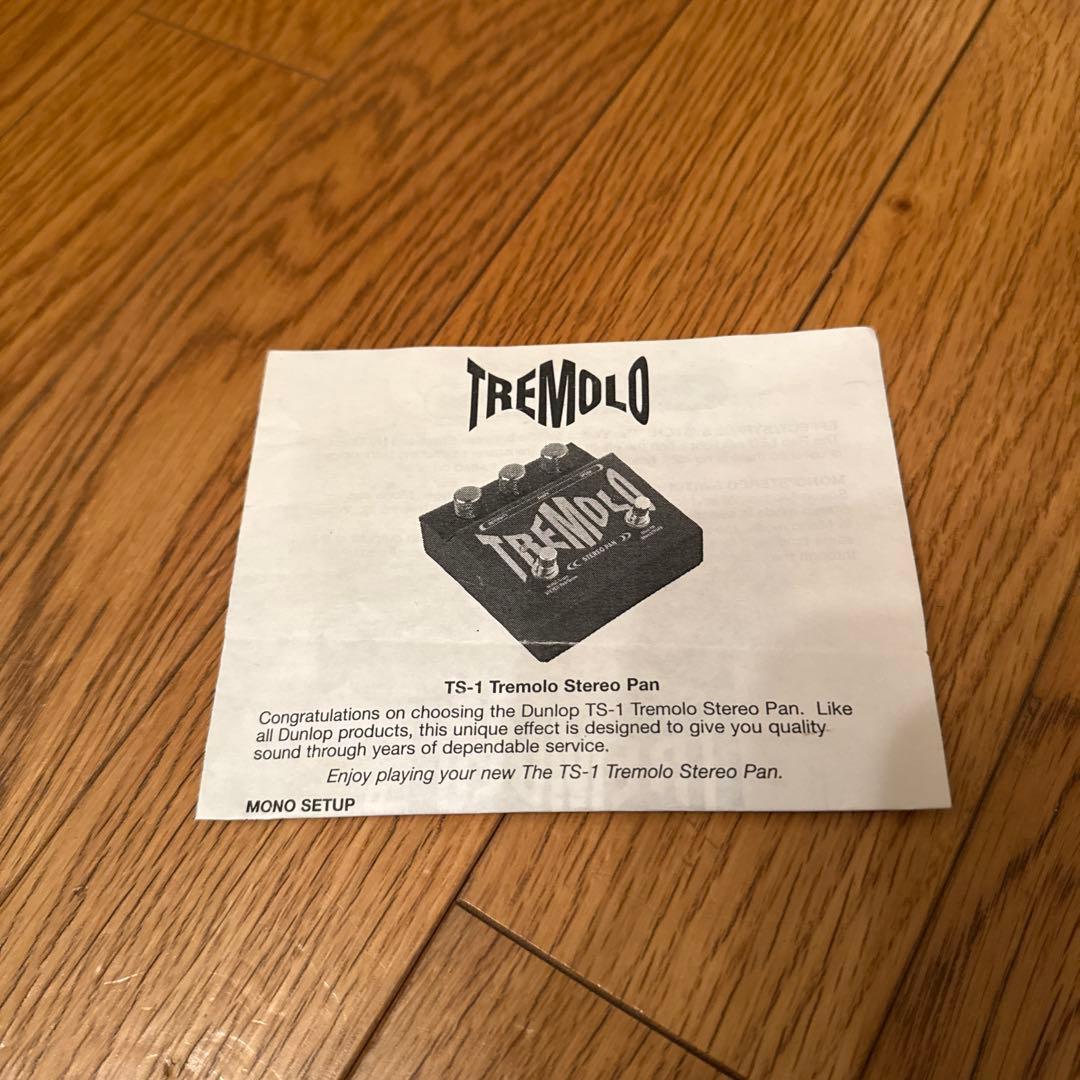 TREMOLO
TREMOLO
STEREO PAN
TS-1 Tremolo Stereo Pan
Congratulations on choosing the Dunlop TS-1 Tremolo Stereo Pan. Like
all Dunlop products, this unique effect is designed to give you quality
sound through years of dependable service.
Enjoy playing your new The TS-1 Tremolo Stereo Pan.
MONO SETUP